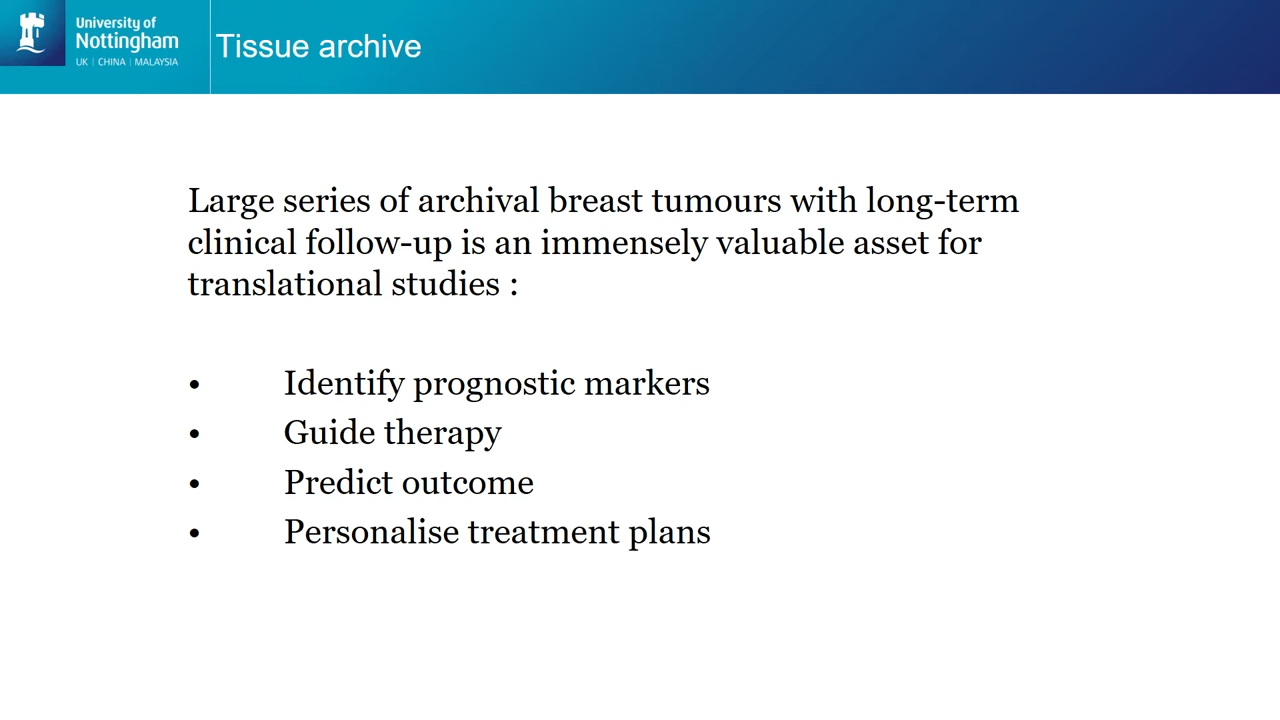 University of
Nottingham
UK | CHINA | MALAYSIA
Tissue archive
Large series of archival breast tumours with long-term
clinical follow-up is an immensely valuable asset for
translational studies :
• Identify prognostic markers
• Guide therapy
• Predict outcome
• Personalise treatment plans